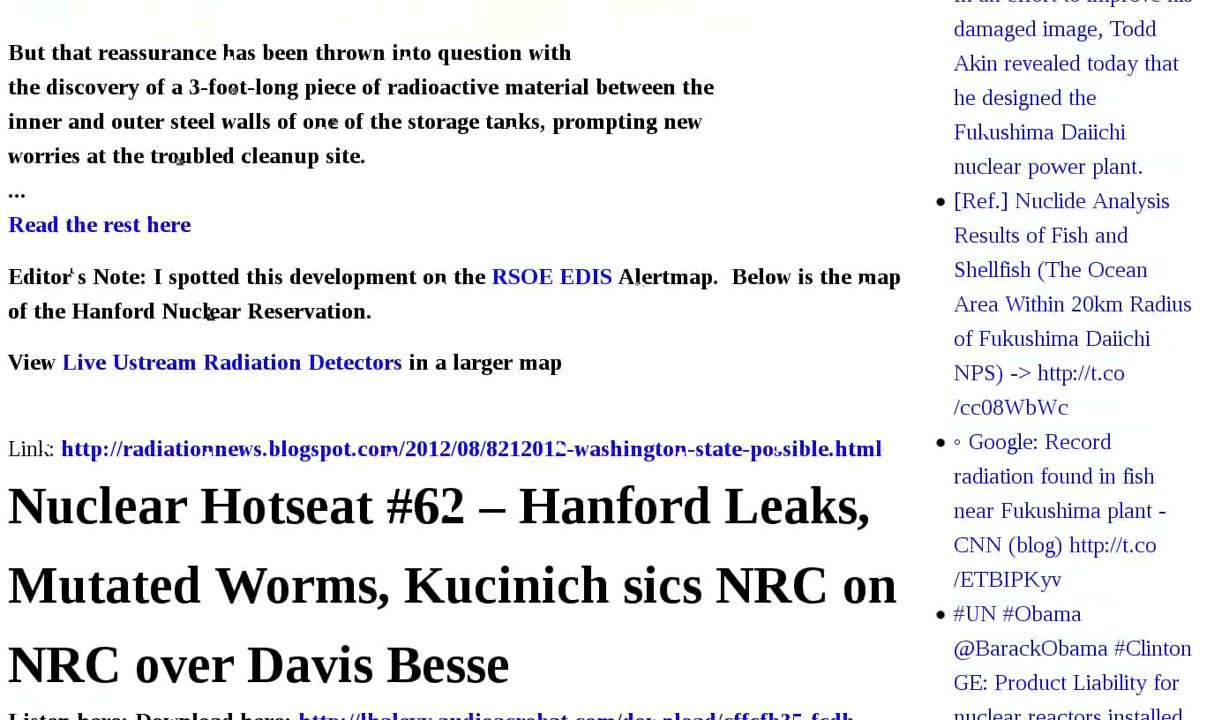 But that reassurance has been thrown into question with
the discovery of a 3-foot-long piece of radioactive material between the
inner and outer steel walls of one of the storage tanks, prompting new
worries at the troubled cleanup site.
...
Read the rest here
Editor's Note: I spotted this development on the RSOE EDIS Alertmap.  Below is the map
of the Hanford Nuclear Reservation.
View Live Ustream Radiation Detectors in a larger map
Link: http://radiationnews.blogspot.com/2012/08/8212012-washington-state-possible.html
Nuclear Hotseat #62 – Hanford Leaks,
Mutated Worms, Kucinich sics NRC on
NRC over Davis Besse
Listen here: Download here:
damaged image, Todd
Akin revealed today that
he designed the
Fukushima Daiichi
nuclear power plant.
[Ref.] Nuclide Analysis
Results of Fish and
Shellfish (The Ocean
Area Within 20km Radius
of Fukushima Daiichi
NPS) -> http://t.co
/cc08WbWc
◦ Google: Record
radiation found in fish
near Fukushima plant -
CNN (blog) http://t.co
/ETBIPKyv
#UN #Obama
@BarackObama #Clinton
GE: Product Liability for
nuclear reactors installed